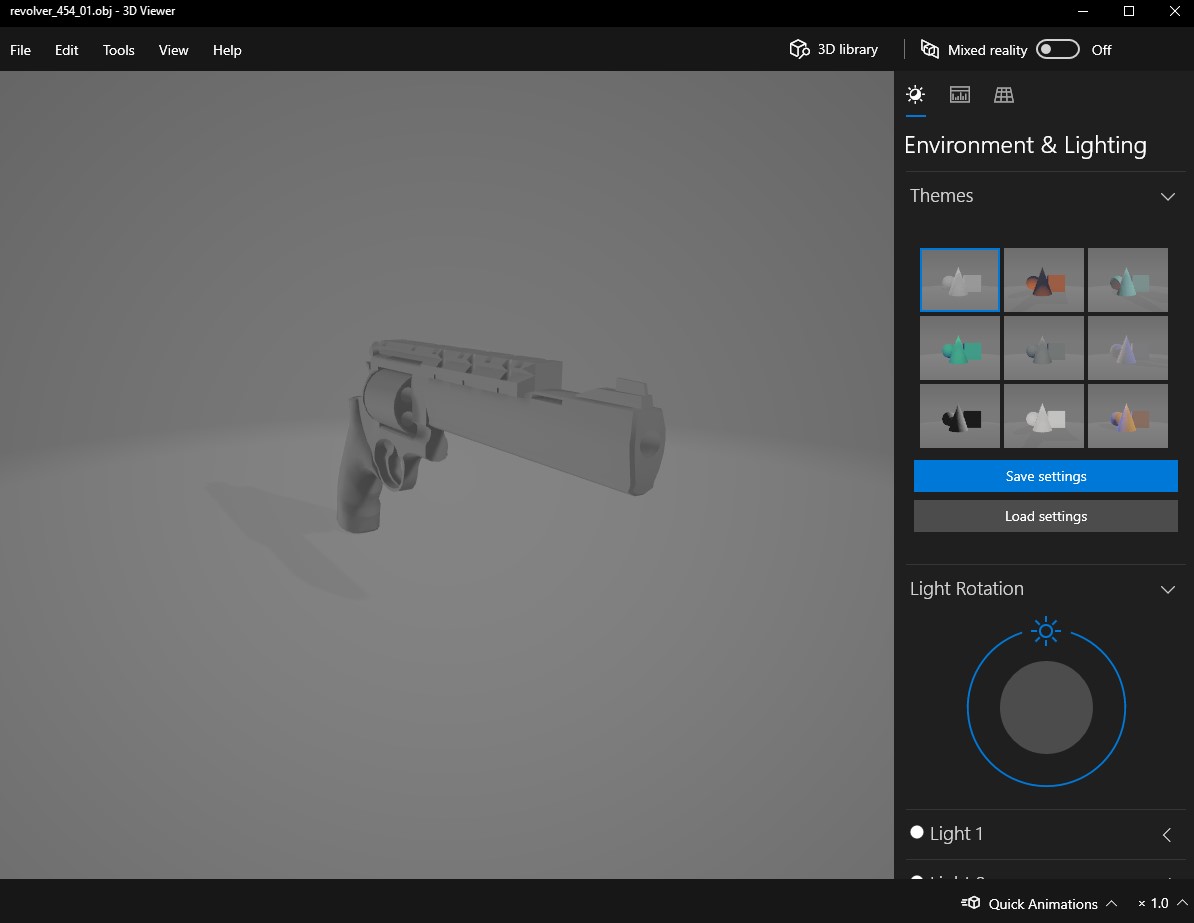 revolver_454_01.obj - 3D Viewer
File Edit Tools View Help 3D library Mixed reality Off
Environment & Lighting
Themes
Save settings
Load settings
Light Rotation
Light 1
Quick Animations × 1.0